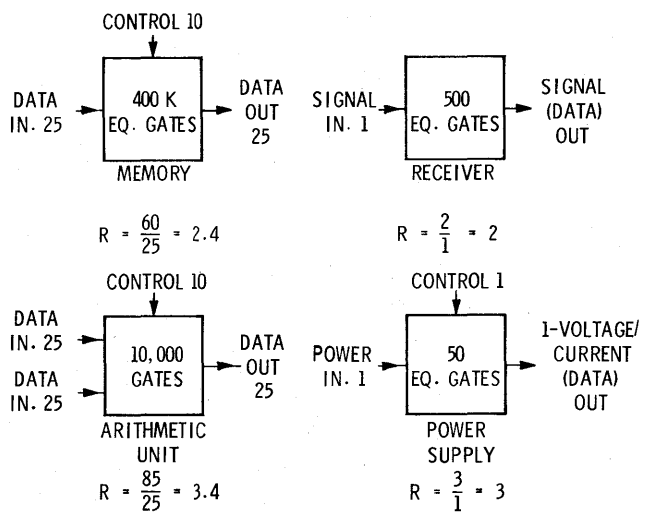 CONTROL 10
DATA
IN. 25
400 K
EQ. GATES
DATA
OUT
25
MEMORY
R = 60/25 = 2.4
SIGNAL
IN. 1
500
EQ. GATES
SIGNAL
(DATA)
OUT
RECEIVER
R = 2/1 = 2
CONTROL 10
DATA
IN. 25
DATA
IN. 25
10,000
GATES
DATA
OUT
25
ARITHMETIC
UNIT
R = 85/25 = 3.4
CONTROL 1
POWER
IN. 1
50
EQ. GATES
1-VOLTAGE/
CURRENT
(DATA)
OUT
POWER
SUPPLY
R = 3/1 = 3